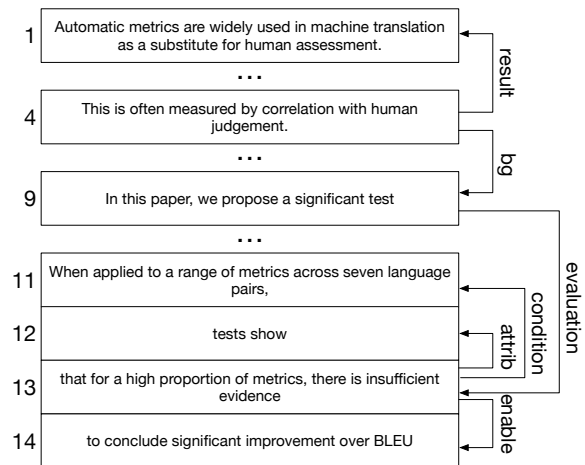 1
Automatic metrics are widely used in machine translation
as a substitute for human assessment.
...
result
4
This is often measured by correlation with human
judgement.
...
bg
9
In this paper, we propose a significant test
...
evaluation
11
When applied to a range of metrics across seven language
pairs,
condition
12
tests show
attrib
13
that for a high proportion of metrics, there is insufficient
evidence
enable
14
to conclude significant improvement over BLEU